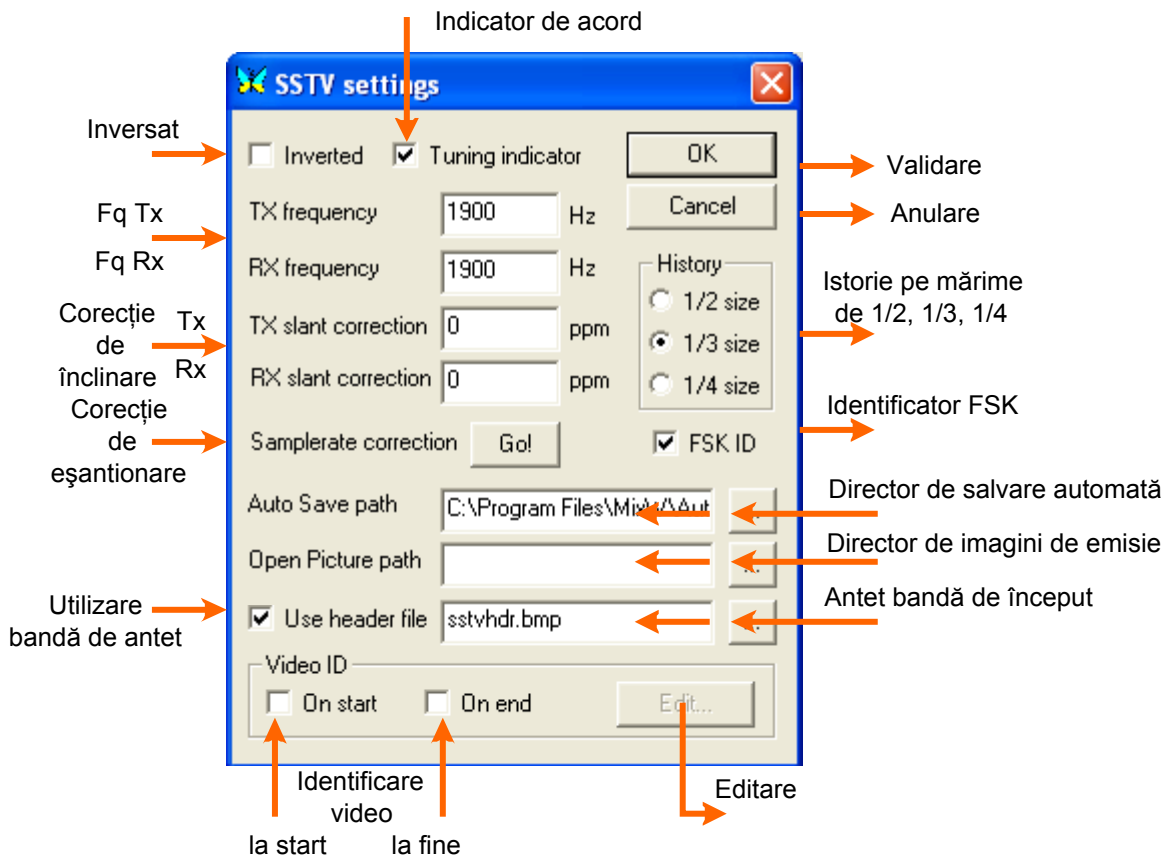 Indicator de acord
SSTV settings
Inversat
Inverted
Tuning indicator
OK
Validare
Fq Tx
TX frequency
1900
Hz
Cancel
Anulare
Fq Rx
RX frequency
1900
Hz
History
1/2 size
1/3 size
1/4 size
Istorie pe mărime
de 1/2, 1/3, 1/4
Corecție
de
înclinare
Tx
Rx
TX slant correction
0
ppm
RX slant correction
0
ppm
Corecție
de
eşantionare
Samplerate correction
Go!
FSK ID
Identificator FSK
Auto Save path
C:\Program Files\MixW\Aut
...
Director de salvare automată
Open Picture path
...
Director de imagini de emisie
Utilizare
bandă de antet
Use header file
sstvhdr.bmp
...
Antet bandă de început
Video ID
On start
On end
Edit...
Identificare
video
Editare
la start
la fine